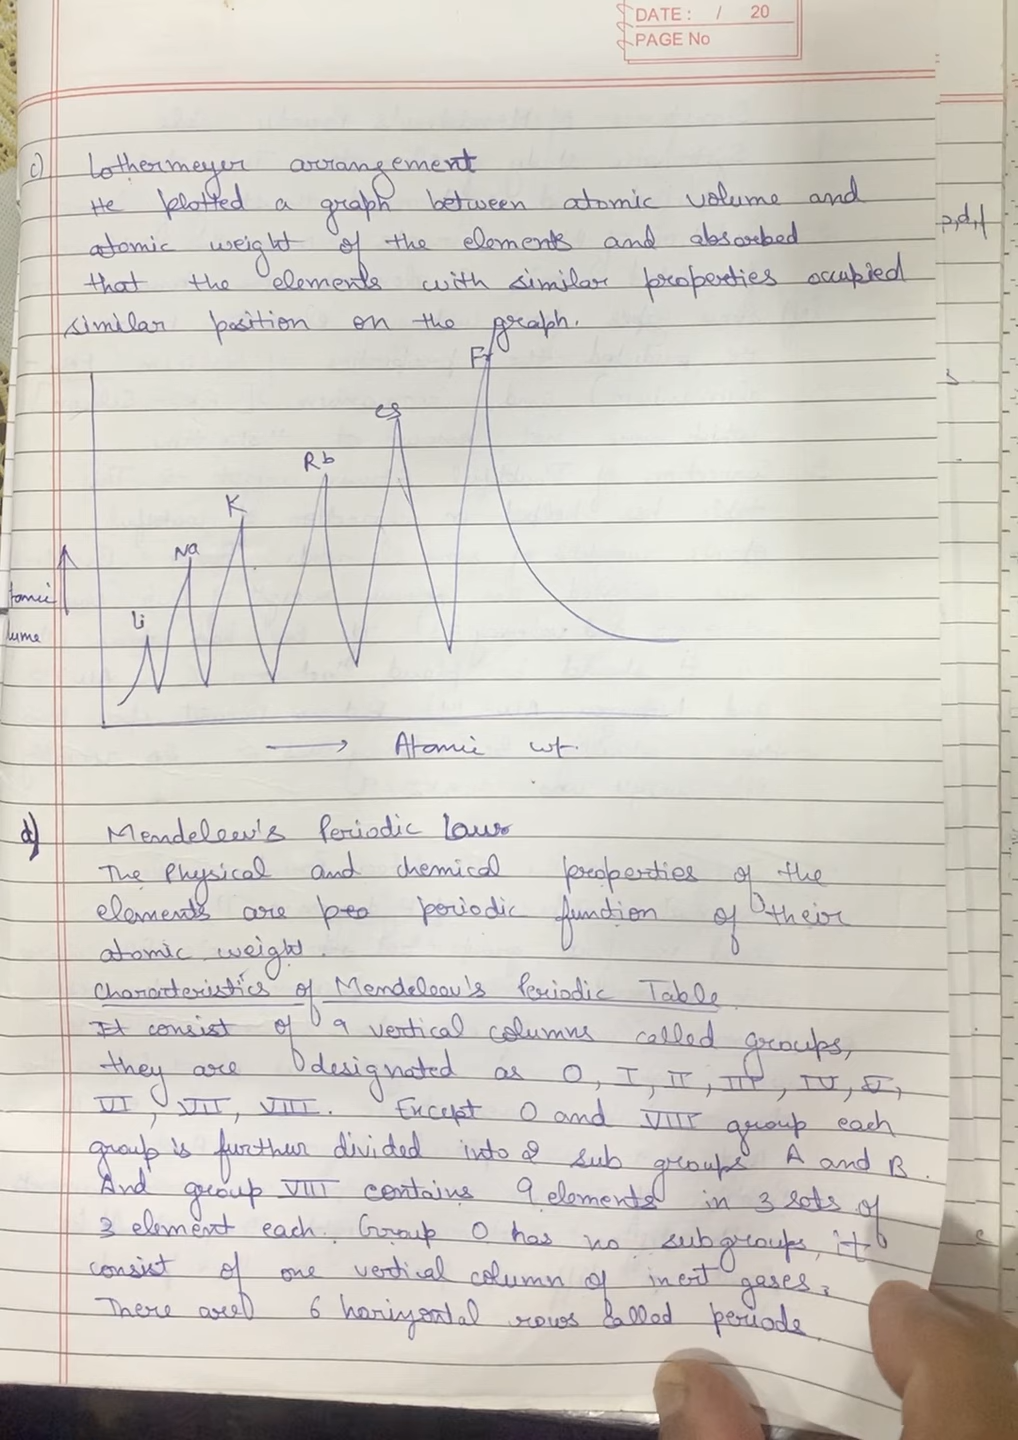 DATE: / 20
PAGE No
c) Lothermeyer arrangement
He plotted a graph between atomic volume and
atomic weight of the elements and absorbed
that the elements with similar properties occupied
similar position on the graph.
Fr
Cs
Rb
K
Na
Li
tomic
lume
Atomic wt.
d) Mendeleev's Periodic Law
The Physical and chemical properties of the
elements are periodic function of their
atomic weight.
Characteristics of Mendeleev's Periodic Table
It consist of 9 vertical columns called groups,
they are designated as O, I, II, III, IV, V,
VI, VII, VIII. Except O and VIII group each
group is further divided into 2 sub groups A and B.
And group VIII contains 9 elements in 3 sets of
3 element each. Group O has no subgroups, it
consist of one vertical column of inert gases.
There are 6 horizontal rows called periods.
p,d,f